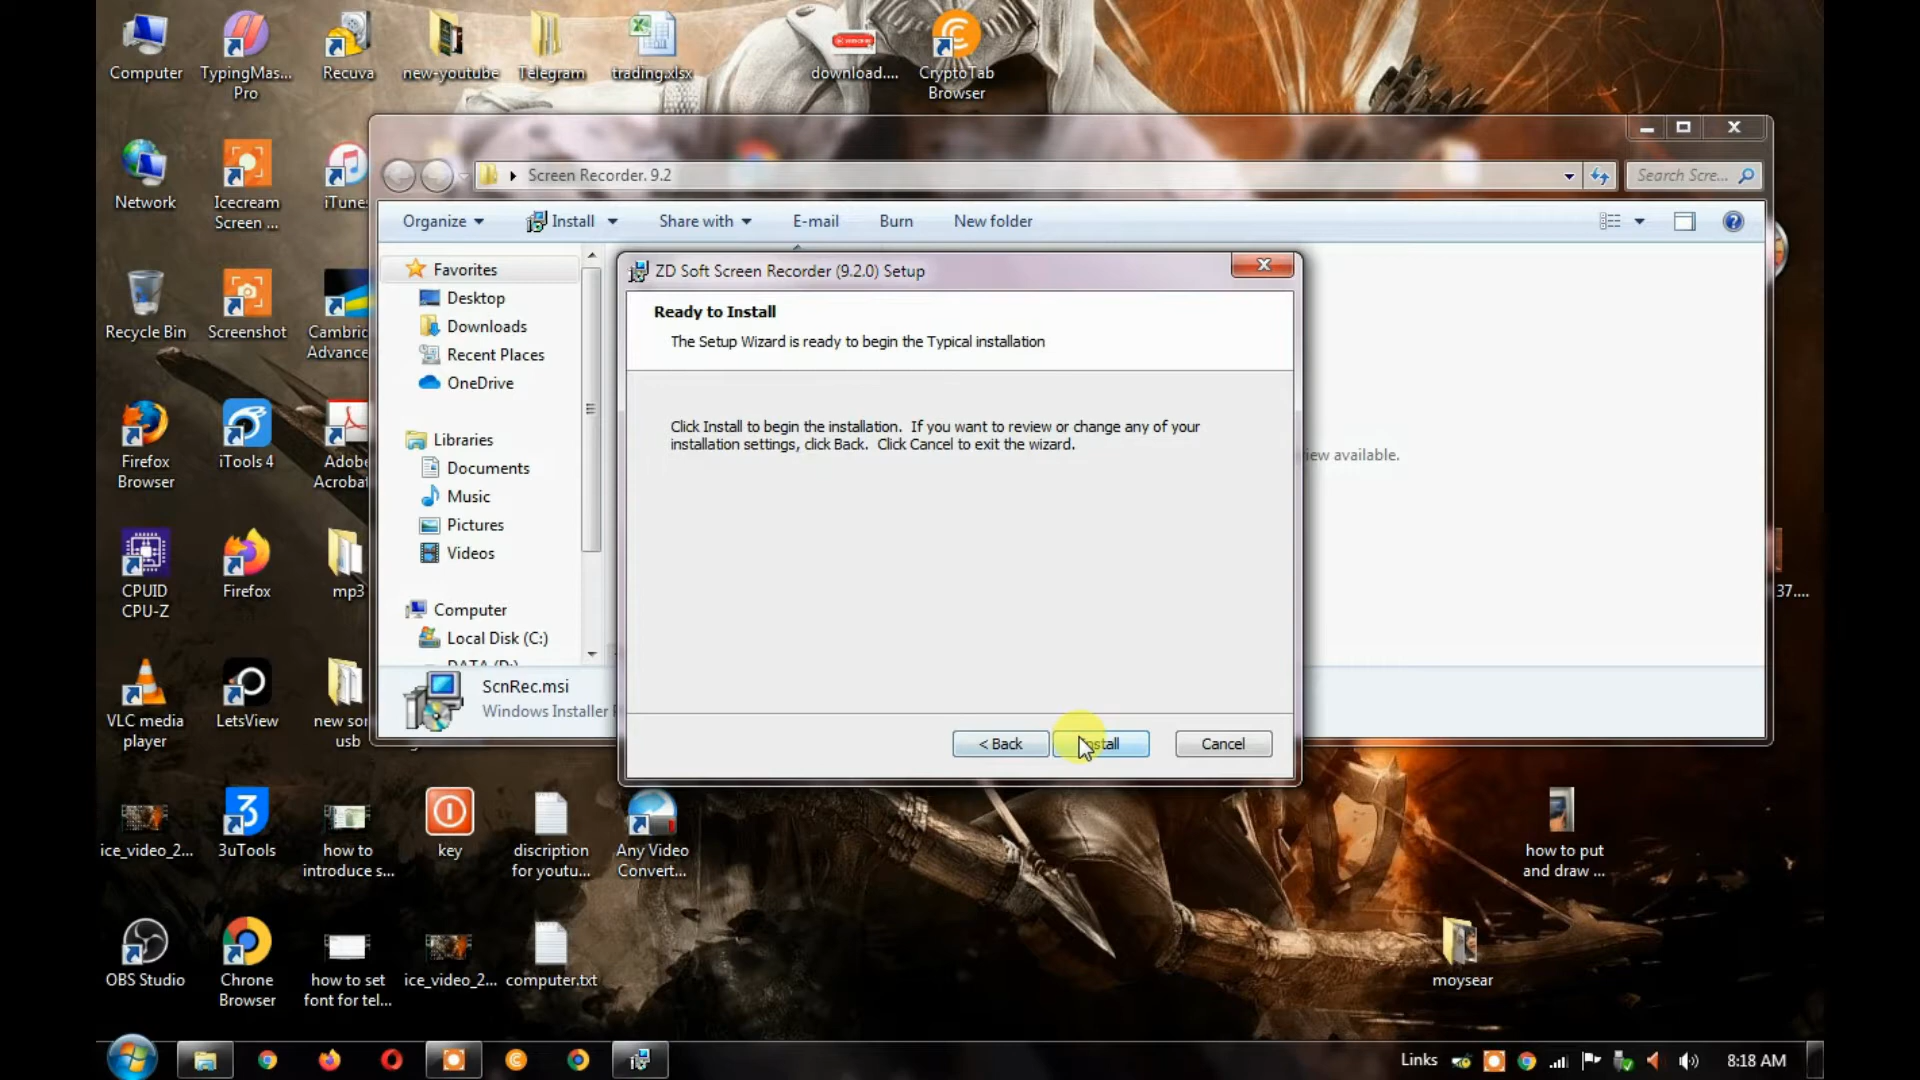 Computer
TypingMas...
Pro
Recuva
new-youtube
Telegram
trading.xlsx
download....
CryptoTab
Browser
Network
Icecream
Screen ...
iTunes
Recycle Bin
Screenshot
Cambric
Advance
Firefox
Browser
iTools 4
Adobe
Acrobat
CPUID
CPU-Z
Firefox
mp3
VLC media
player
LetsView
new son
usb
ice_video_2...
3uTools
how to
introduce s...
key
discription
for youtu...
Any Video
Convert...
OBS Studio
Chrone
Browser
how to set
font for tel...
ice_video_2...
computer.txt
how to put
and draw ...
moysear
37....
Screen Recorder. 9.2
Search Scre...
Organize
Install
Share with
E-mail
Burn
New folder
Favorites
Desktop
Downloads
Recent Places
OneDrive
Libraries
Documents
Music
Pictures
Videos
Computer
Local Disk (C:)
DATA (D:)
ScnRec.msi
Windows Installer
available.
ZD Soft Screen Recorder (9.2.0) Setup
Ready to Install
The Setup Wizard is ready to begin the Typical installation
Click Install to begin the installation. If you want to review or change any of your
installation settings, click Back. Click Cancel to exit the wizard.
< Back
Install
Cancel
Links
8:18 AM